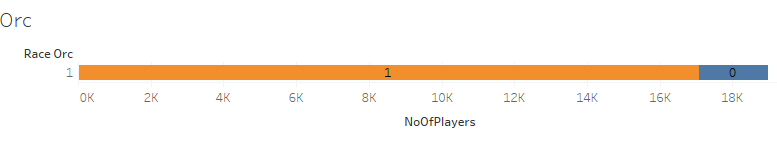 Orc
Race Orc
1 1 0
0K 2K 4K 6K 8K 10K 12K 14K 16K 18K
NoOfPlayers